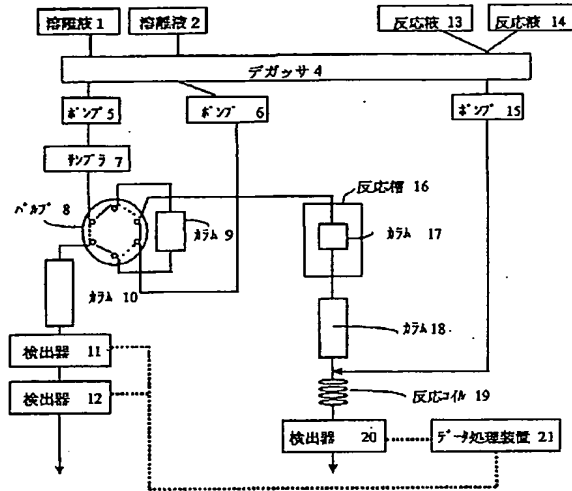 溶離液 1
溶離液 2
反応液 13
反応液 14
デガッサ 4
ポンプ 5
ポンプ 6
ポンプ 15
サンプラ 7
バルブ 8
カラム 9
反応槽 16
カラム 17
カラム 10
カラム 18
検出器 11
検出器 12
反応コイル 19
検出器 20
データ処理装置 21